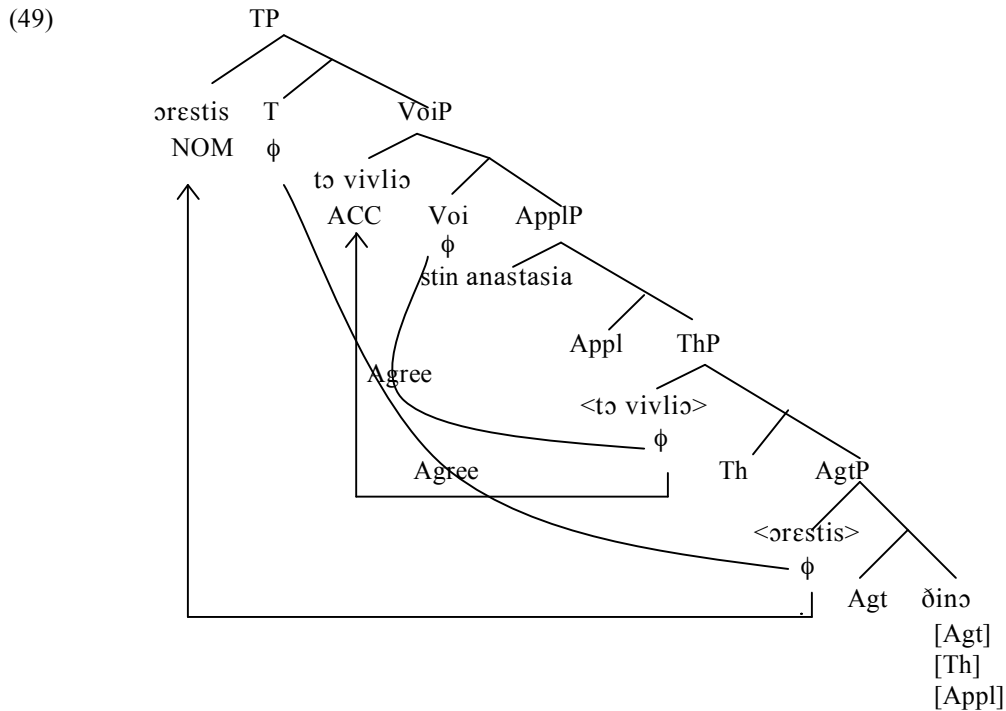 (49) TP
ɔrɛstis T VoiP
NOM ϕ
tɔ vivliɔ
ACC Voi ApplP
ϕ
stin anastasia
Appl ThP
Agree
<tɔ vivliɔ>
ϕ
Agree Th AgtP
<ɔrɛstis>
ϕ
Agt ðinɔ
[Agt]
[Th]
[Appl]